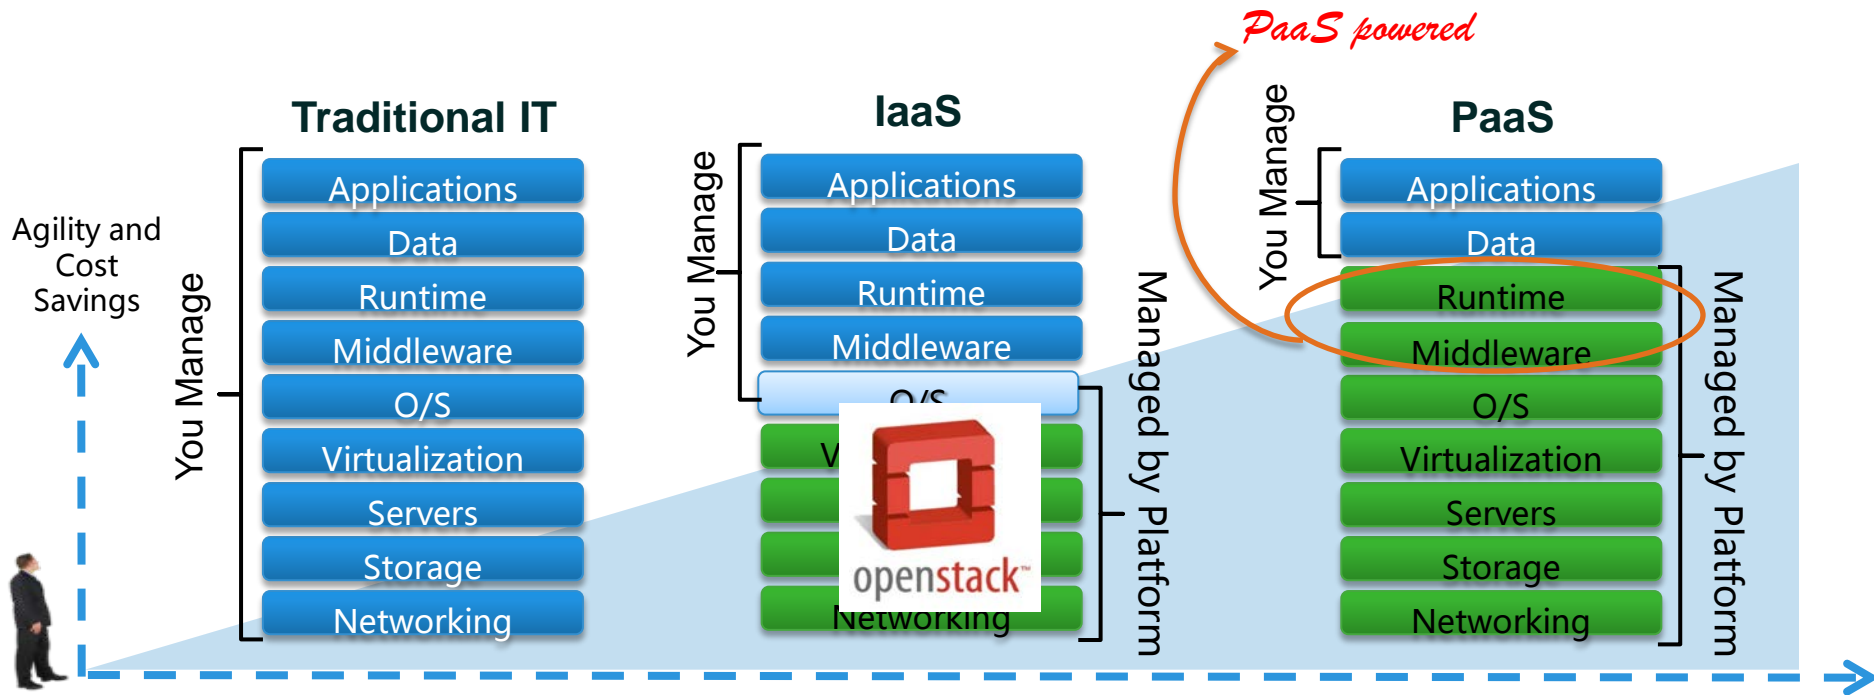 PaaS powered
Traditional IT
IaaS
PaaS
Agility and
Cost
Savings
You Manage
Applications
Data
Runtime
Middleware
O/S
Virtualization
Servers
Storage
Networking
You Manage
Applications
Data
Runtime
Middleware
O/S
openstack™
Networking
Managed by Platform
You Manage
Applications
Data
Runtime
Middleware
O/S
Virtualization
Servers
Storage
Networking
Managed by Platform